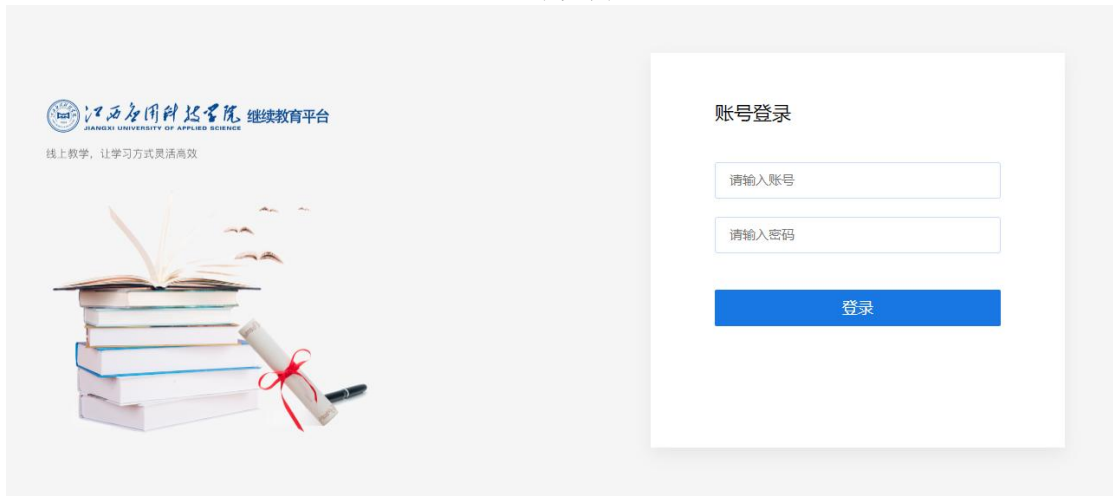 江西应用科技学院 继续教育平台
JIANGXI UNIVERSITY OF APPLIED SCIENCE
线上教学，让学习方式灵活高效
账号登录
请输入账号
请输入密码
登录